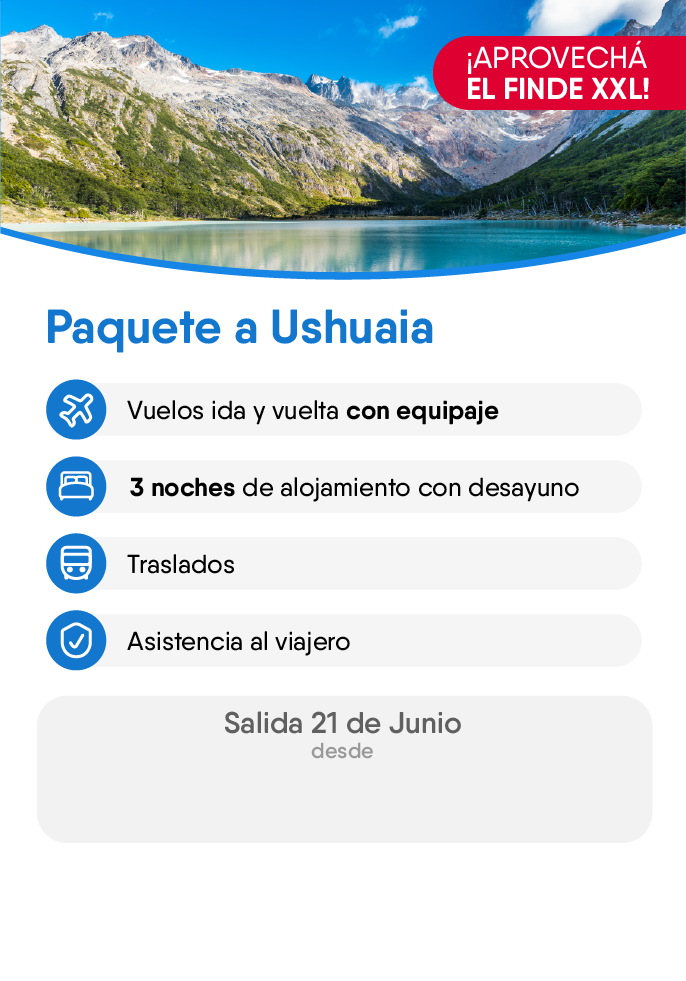 ¡APROVECHÁ
EL FINDE XXL!
Paquete a Ushuaia
Vuelos ida y vuelta con equipaje
3 noches de alojamiento con desayuno
Traslados
Asistencia al viajero
Salida 21 de Junio
desde